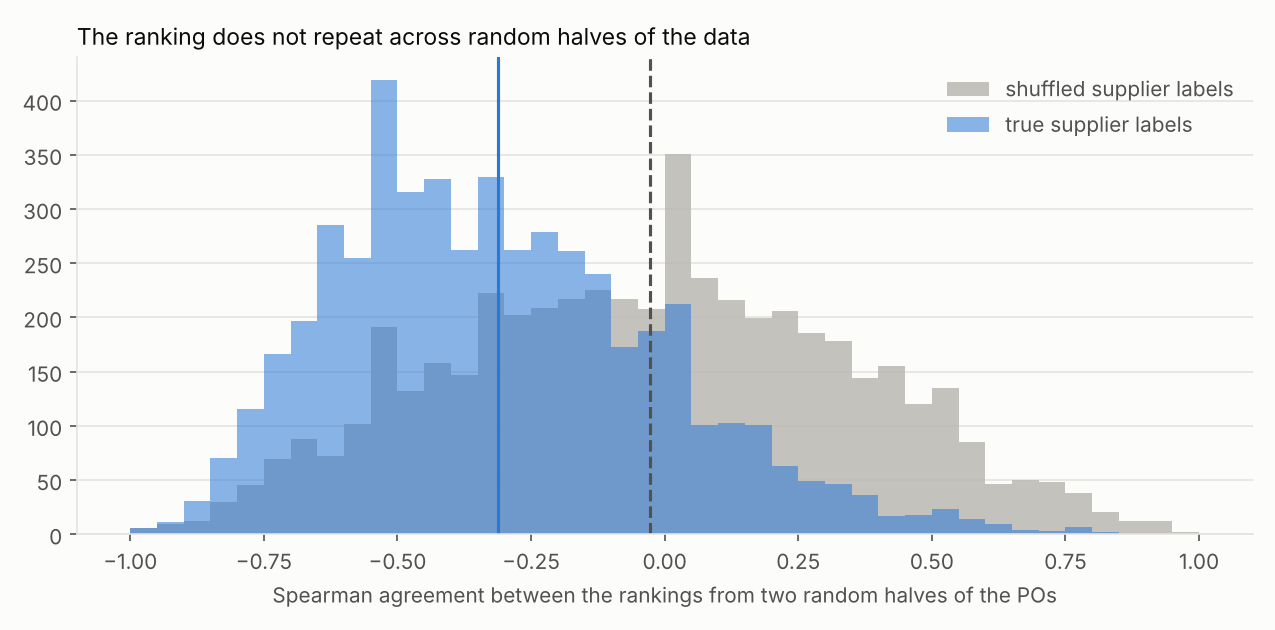 The ranking does not repeat across random halves of the data
shuffled supplier labels
true supplier labels
400
350
300
250
200
150
100
50
0
−1.00 −0.75 −0.50 −0.25 0.00 0.25 0.50 0.75 1.00
Spearman agreement between the rankings from two random halves of the POs